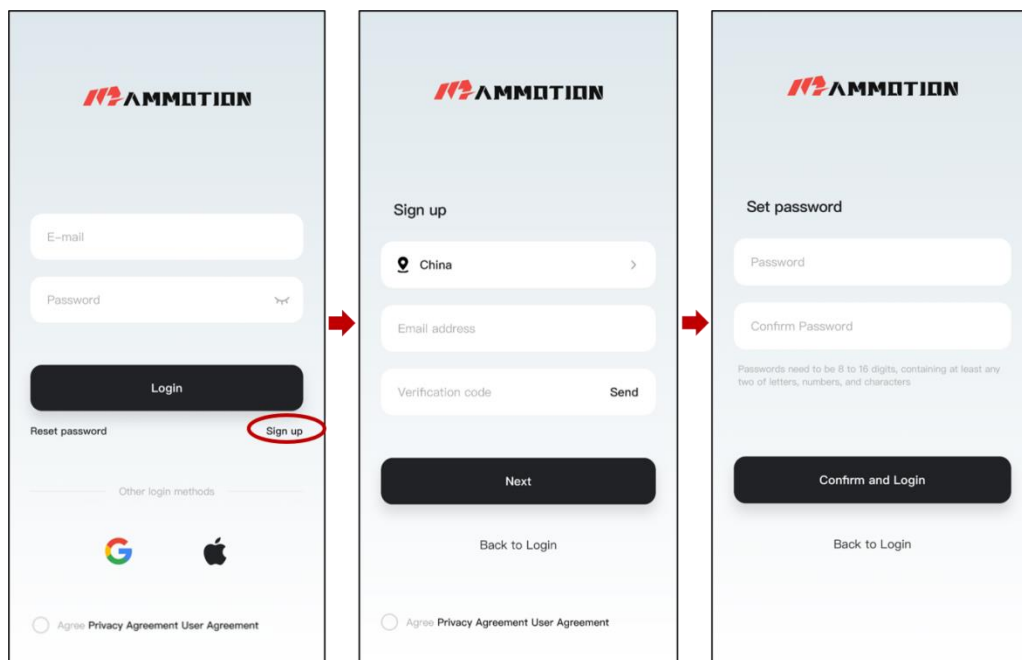 MAMMOTION
E-mail
Password
Login
Reset password
Sign up
Other login methods
Agree Privacy Agreement User Agreement
MAMMOTION
Sign up
China
Email address
Verification code
Send
Next
Back to Login
Agree Privacy Agreement User Agreement
MAMMOTION
Set password
Password
Confirm Password
Passwords need to be 8 to 16 digits, containing at least any
two of letters, numbers, and characters
Confirm and Login
Back to Login